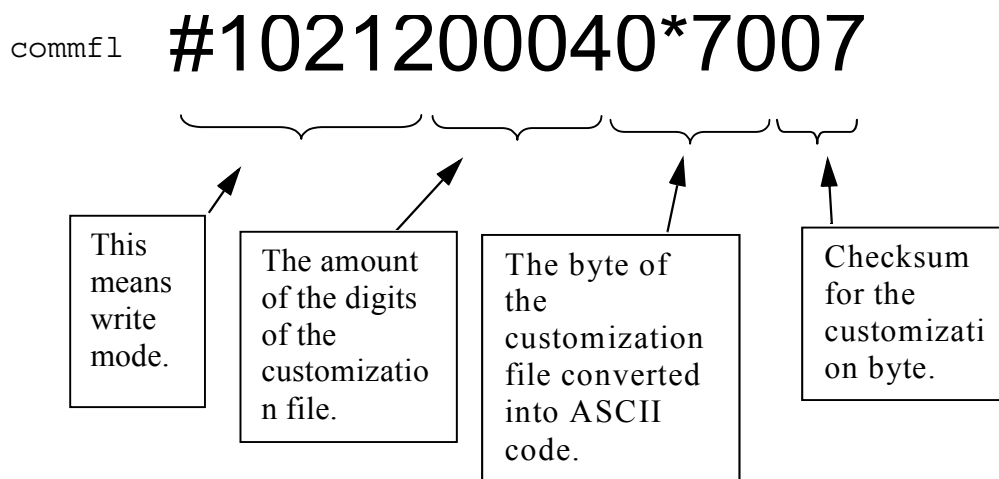 commfl #1021200040*7007
This
means
write
mode.
The amount
of the digits
of the
customizatio
n file.
The byte of
the
customization
file converted
into ASCII
code.
Checksum
for the
customizati
on byte.